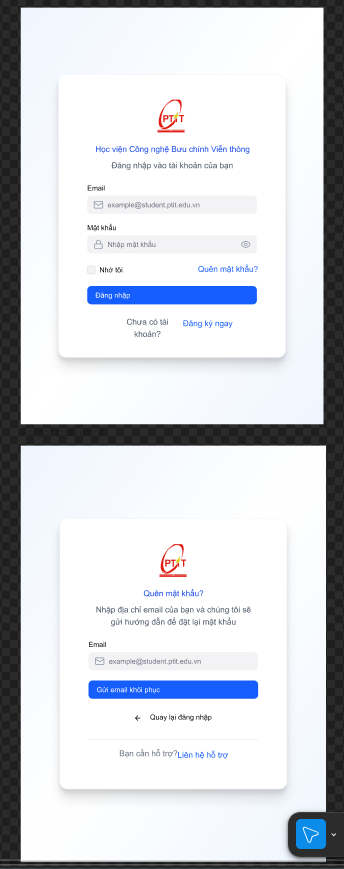 PTIT
Học viện Công nghệ Bưu chính Viễn thông
Đăng nhập vào tài khoản của bạn
Email
example@student.ptit.edu.vn
Mật khẩu
Nhập mật khẩu
Nhớ tôi
Quên mật khẩu?
Đăng nhập
Chưa có tài
khoản?
Đăng ký ngay
PTIT
Quên mật khẩu?
Nhập địa chỉ email của bạn và chúng tôi sẽ
gửi hướng dẫn để đặt lại mật khẩu
Email
example@student.ptit.edu.vn
Gửi email khôi phục
Quay lại đăng nhập
Bạn cần hỗ trợ?Liên hệ hỗ trợ